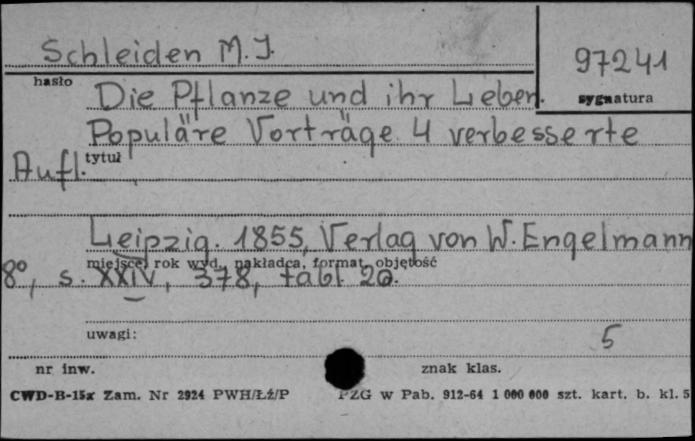 Schleiden M.J.
97241
hasło
Die Pflanze und ihr Leben.
sygnatura
Populäre Vorträge. 4 verbesserte
tytuł
Aufl.
Leipzig. 1855, Verlag von W. Engelmann
miejsce, rok wyd., nakładca, format, objętość
8°, s. XXIV, 378, tabl. 20.
uwagi:
5
nr inw.
znak klas.
CWD-B-15x Zam. Nr 2924 PWH/Łź/P PZG w Pab. 912-64 1 000 000 szt. kart. b. kl. 5